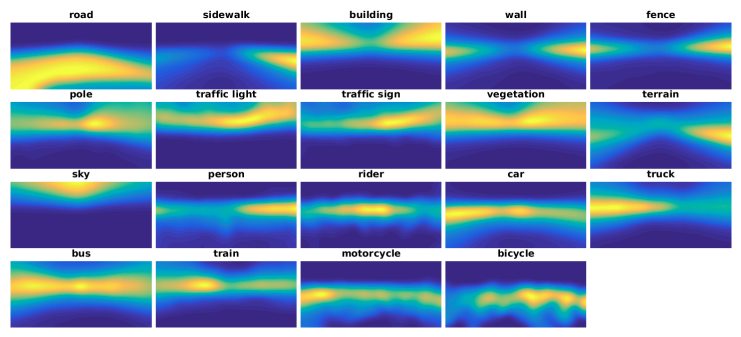 road sidewalk building wall fence
pole traffic light traffic sign vegetation terrain
sky person rider car truck
bus train motorcycle bicycle